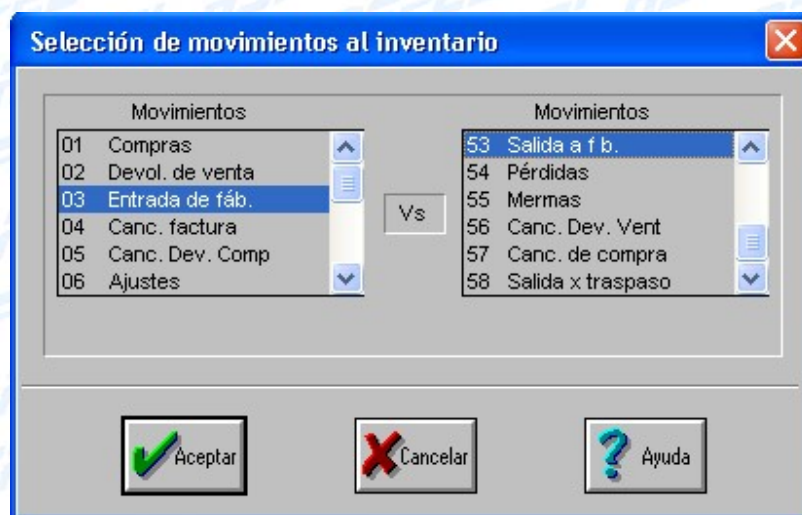 Selección de movimientos al inventario
Movimientos
01 Compras
02 Devol. de venta
03 Entrada de fáb.
04 Canc. factura
05 Canc. Dev. Comp
06 Ajustes
Vs
Movimientos
53 Salida a f b.
54 Pérdidas
55 Mermas
56 Canc. Dev. Vent
57 Canc. de compra
58 Salida x traspaso
Aceptar
Cancelar
Ayuda